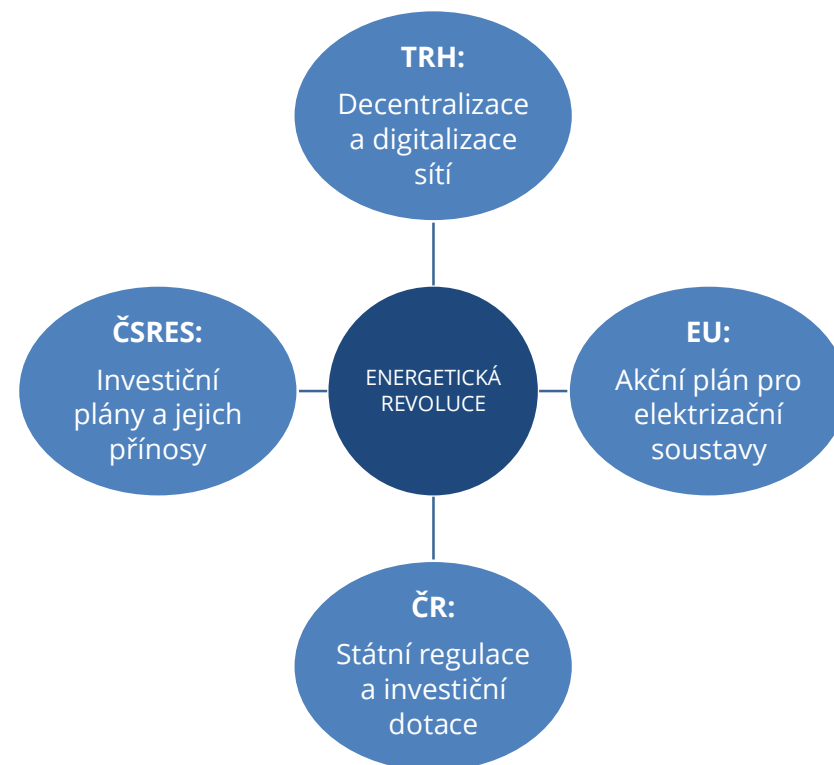 TRH:
Decentralizace
a digitalizace
sítí
ČSRES:
Investiční
plány a jejich
přínosy
ENERGETICKÁ
REVOLUCE
EU:
Akční plán pro
elektrizační
soustavy
ČR:
Státní regulace
a investiční
dotace